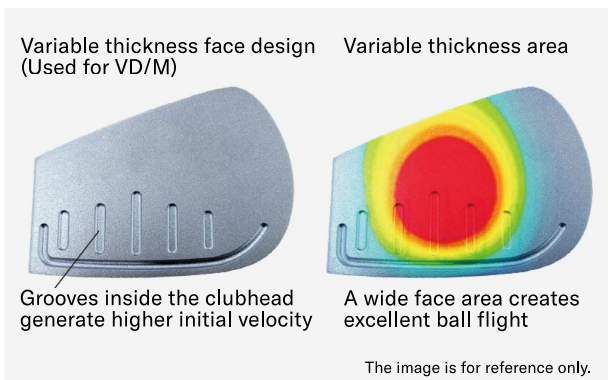 Variable thickness face design
(Used for VD/M)
Variable thickness area
Grooves inside the clubhead
generate higher initial velocity
A wide face area creates
excellent ball flight
The image is for reference only.